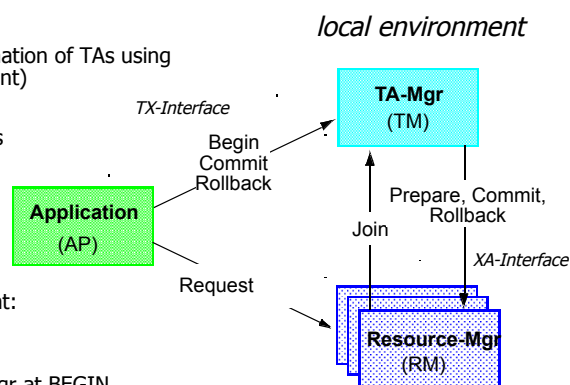 local environment
ation of TAs using
nt)
TX-Interface
TA-Mgr
(TM)
s
Begin
Commit
Rollback
Application
(AP)
Prepare, Commit,
Rollback
Join
XA-Interface
Request
t:
Resource-Mgr
(RM)
gr at BEGIN